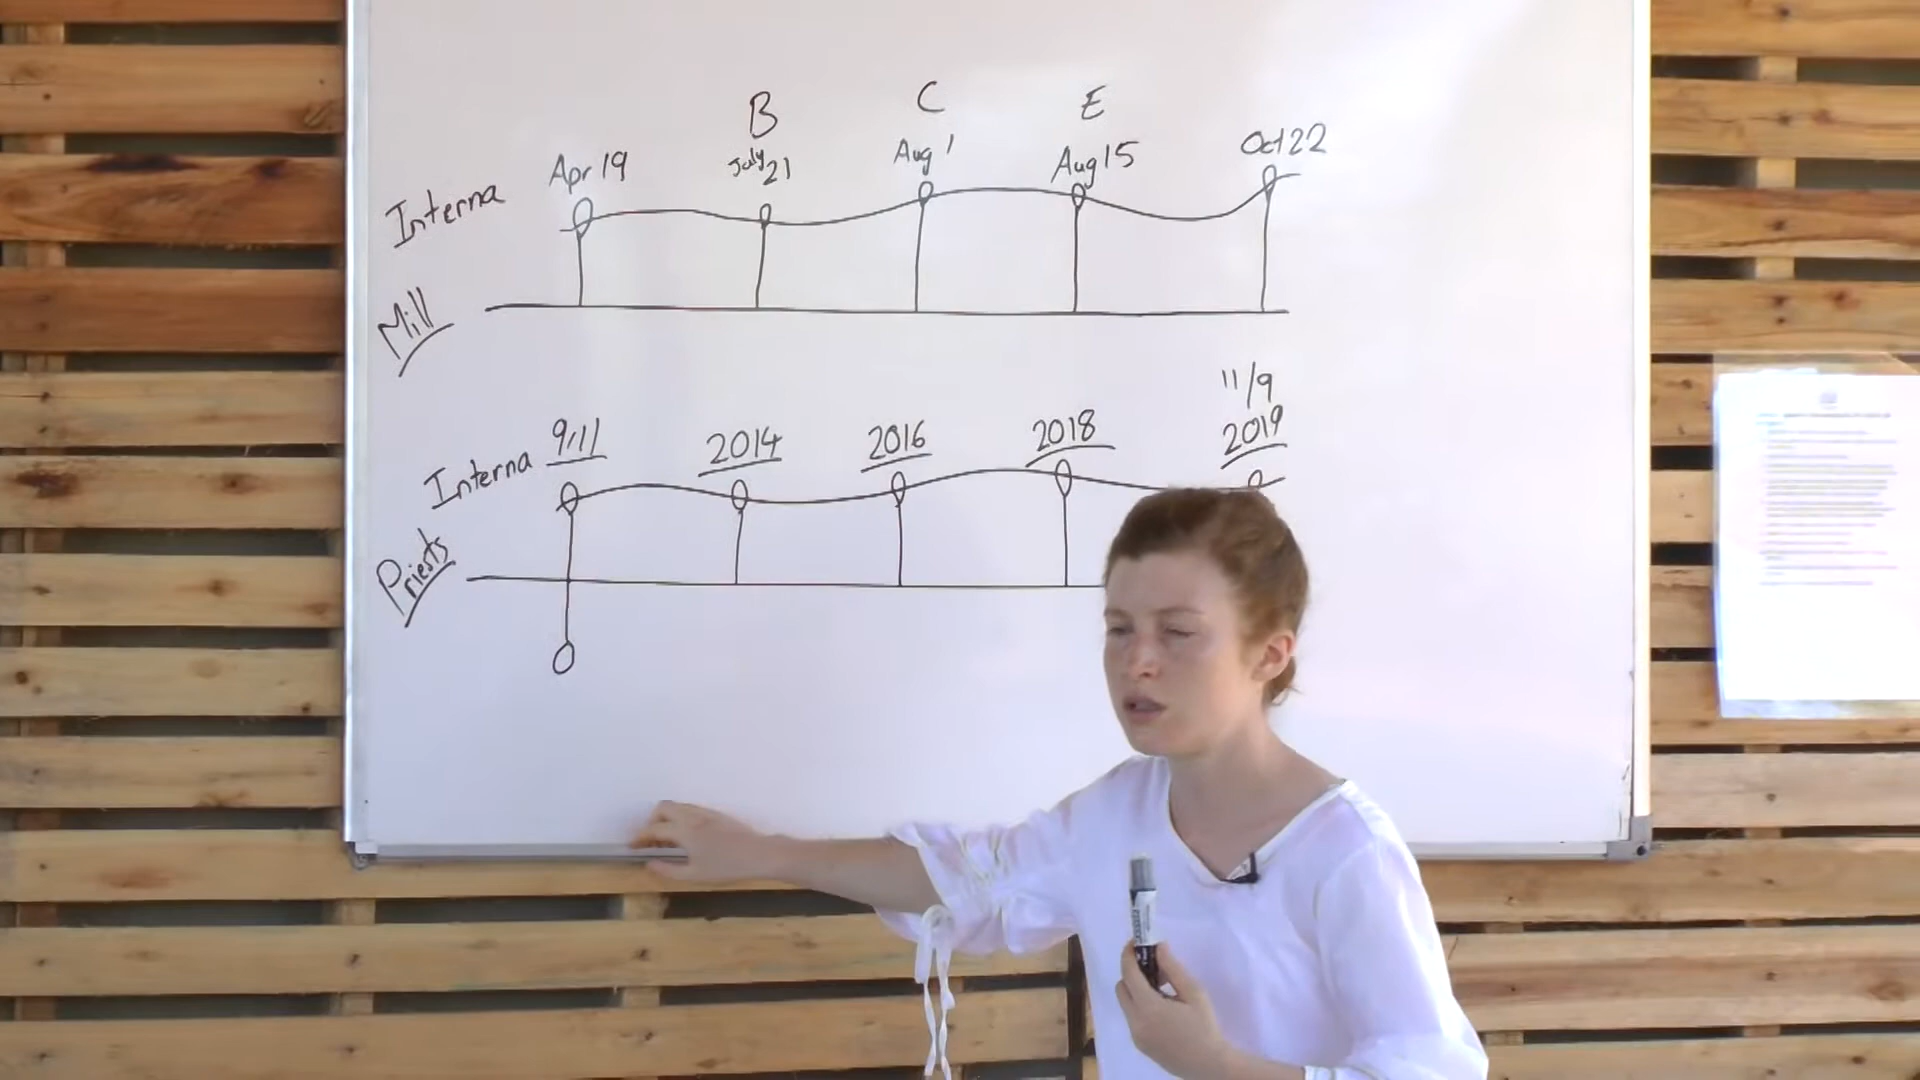 B C E
Apr 19 July 21 Aug 1 Aug 15 Oct 22
Interna
Mill
11/9
9/11 2014 2016 2018 2019
Interna
Priests